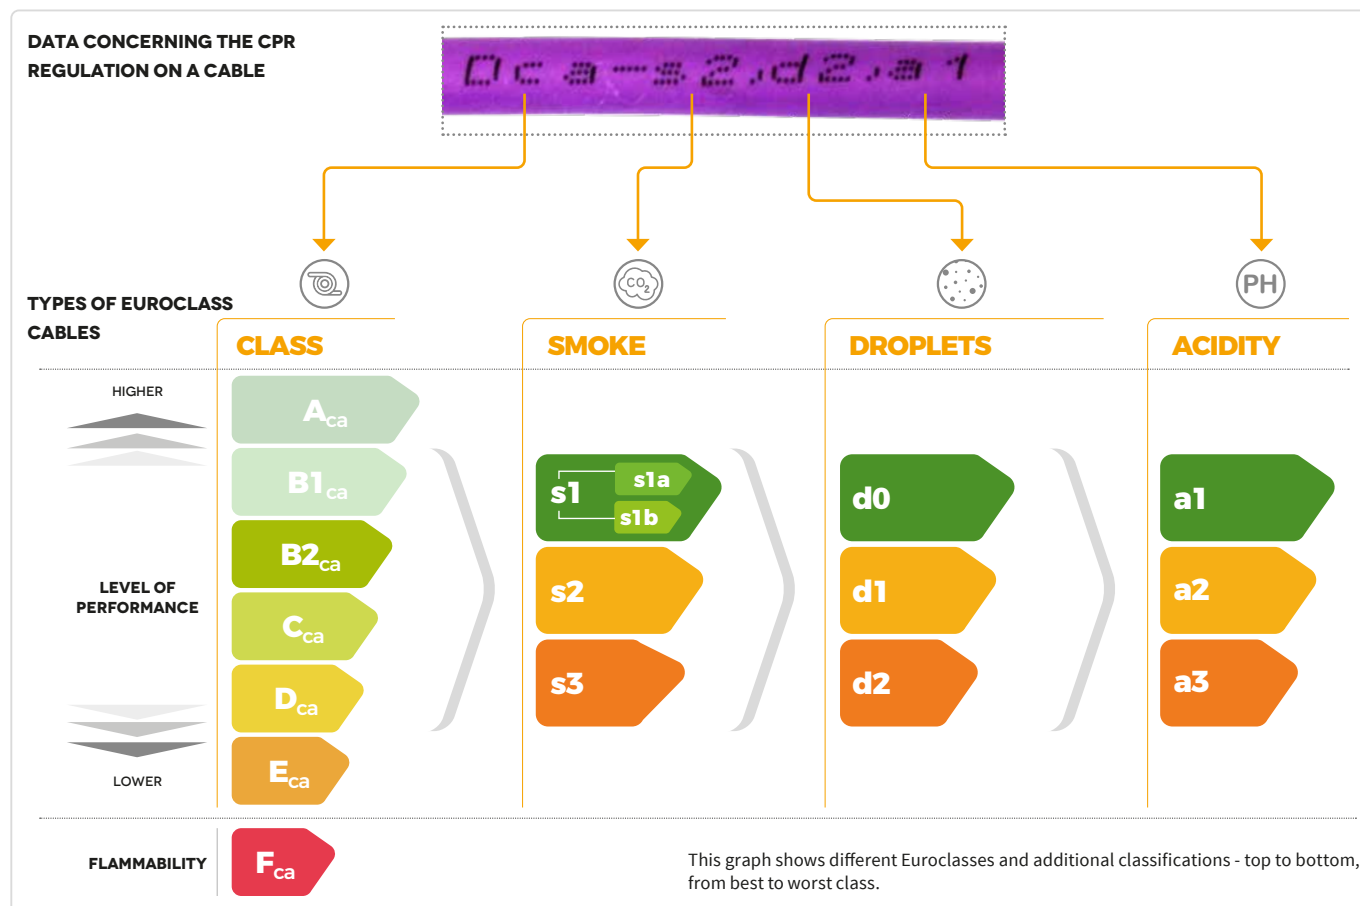 DATA CONCERNING THE CPR
REGULATION ON A CABLE
Dca-s2,d2,a1
TYPES OF EUROCLASS
CABLES
CO2
PH
CLASS
SMOKE
DROPLETS
ACIDITY
HIGHER
Aca
B1ca
B2ca
Cca
Dca
Eca
s1
s1a
s1b
s2
s3
d0
d1
d2
a1
a2
a3
LEVEL OF
PERFORMANCE
LOWER
FLAMMABILITY
Fca
This graph shows different Euroclasses and additional classifications - top to bottom,
from best to worst class.